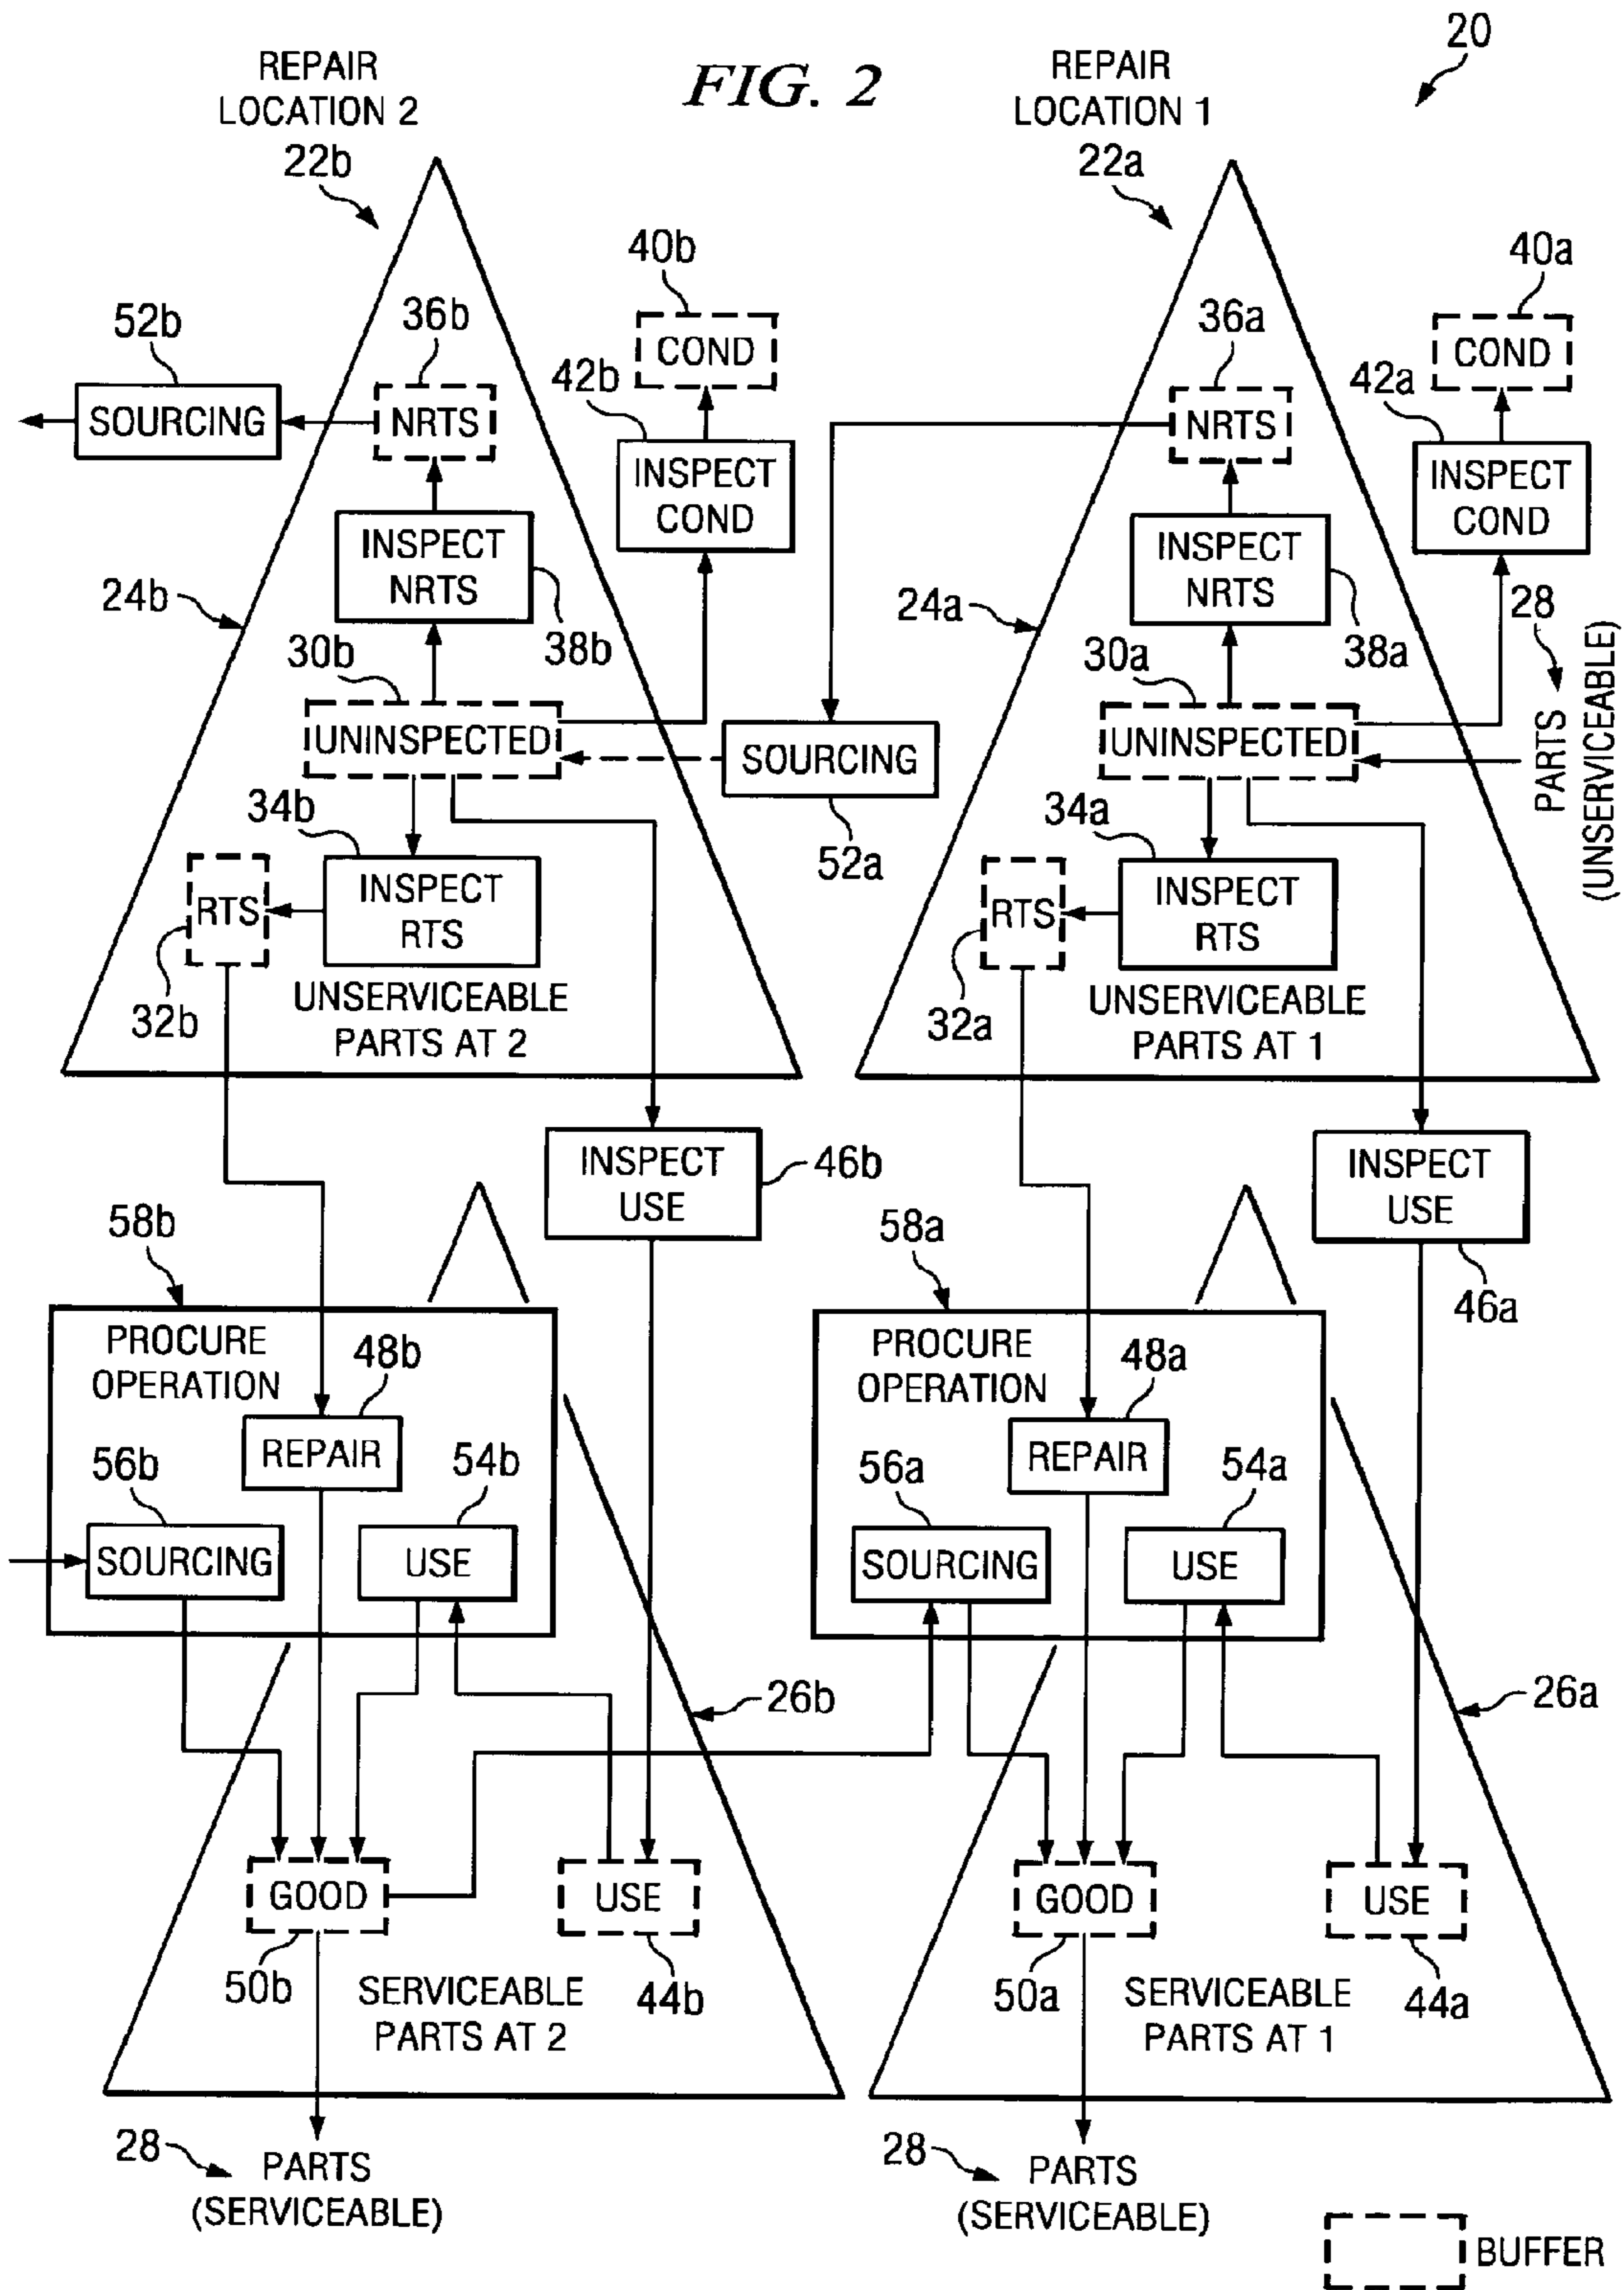 FIG. 2
20
REPAIR
LOCATION 2
22b
REPAIR
LOCATION 1
22a
40b
COND
42b
INSPECT
COND
36b
NRTS
52b
SOURCING
INSPECT
NRTS
38b
24b
30b
UNINSPECTED
34b
INSPECT
RTS
RTS
32b
UNSERVICEABLE
PARTS AT 2
SOURCING
52a
40a
COND
42a
INSPECT
COND
36a
NRTS
INSPECT
NRTS
38a
24a
30a
UNINSPECTED
28
PARTS
(UNSERVICEABLE)
34a
INSPECT
RTS
RTS
32a
UNSERVICEABLE
PARTS AT 1
INSPECT
USE
46b
58b
PROCURE
OPERATION
48b
REPAIR
56b
SOURCING
54b
USE
26b
GOOD
50b
USE
44b
SERVICEABLE
PARTS AT 2
28
PARTS
(SERVICEABLE)
INSPECT
USE
46a
58a
PROCURE
OPERATION
48a
REPAIR
56a
SOURCING
54a
USE
26a
GOOD
50a
USE
44a
SERVICEABLE
PARTS AT 1
28
PARTS
(SERVICEABLE)
BUFFER